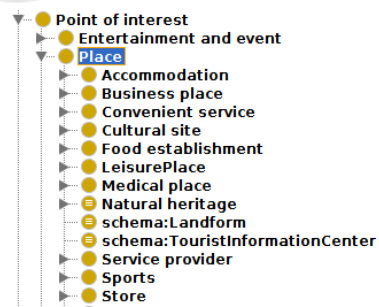 Point of interest
Entertainment and event
Place
Accommodation
Business place
Convenient service
Cultural site
Food establishment
LeisurePlace
Medical place
Natural heritage
schema:Landform
schema:TouristInformationCenter
Service provider
Sports
Store